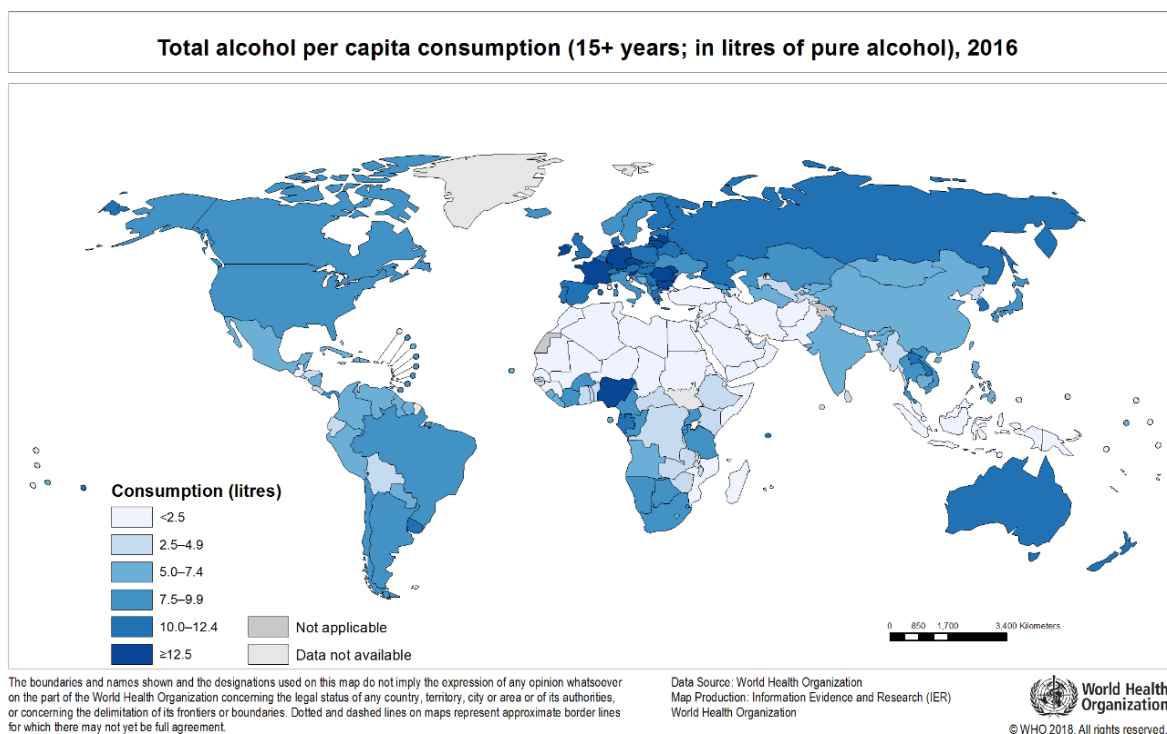 Total alcohol per capita consumption (15+ years; in litres of pure alcohol), 2016
Consumption (litres)
<2.5
2.5–4.9
5.0–7.4
7.5–9.9
10.0–12.4
≥12.5
Not applicable
Data not available
0 850 1,700 3,400 Kilometers
The boundaries and names shown and the designations used on this map do not imply the expression of any opinion whatsoever
on the part of the World Health Organization concerning the legal status of any country, territory, city or area or of its authorities,
or concerning the delimitation of its frontiers or boundaries. Dotted and dashed lines on maps represent approximate border lines
for which there may not yet be full agreement.
Data Source: World Health Organization
Map Production: Information Evidence and Research (IER)
World Health Organization
World Health
Organization
© WHO 2018. All rights reserved.